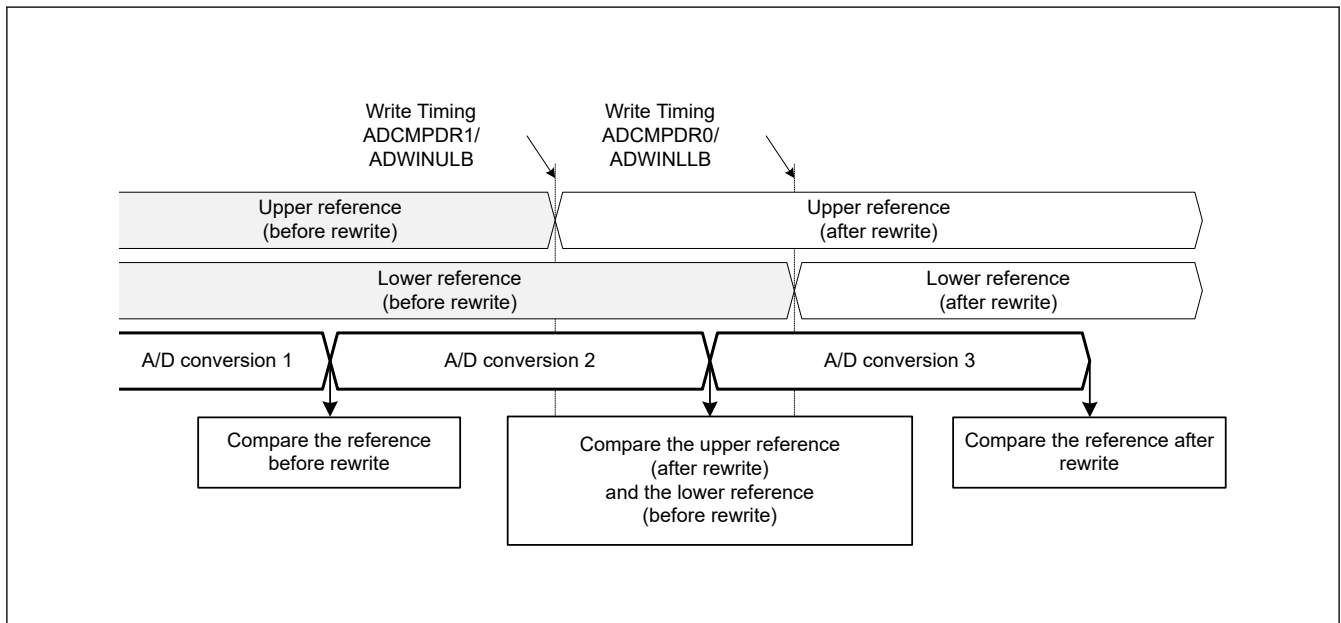 Write Timing
ADCMPDR1/
ADWINULB
Write Timing
ADCMPDR0/
ADWINLLB
Upper reference
(before rewrite)
Upper reference
(after rewrite)
Lower reference
(before rewrite)
Lower reference
(after rewrite)
A/D conversion 1
A/D conversion 2
A/D conversion 3
Compare the reference
before rewrite
Compare the upper reference
(after rewrite)
and the lower reference
(before rewrite)
Compare the reference after
rewrite